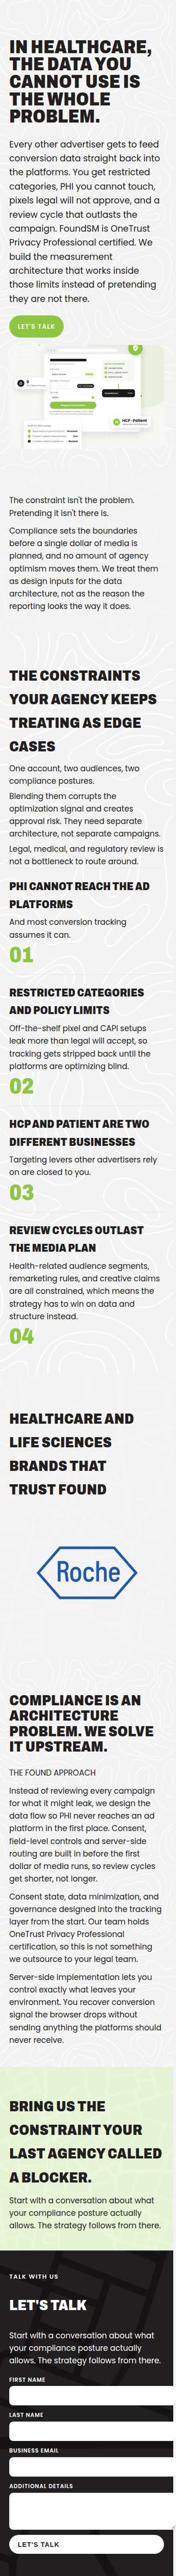 IN HEALTHCARE,
THE DATA YOU
CANNOT USE IS
THE WHOLE
PROBLEM.
Every other advertiser gets to feed
conversion data straight back into
the platforms. You get restricted
categories, PHI you cannot touch,
pixels legal will not approve, and a
review cycle that outlasts the
campaign. FoundSM is OneTrust
Privacy Professional certified. We
build the measurement
architecture that works inside
those limits instead of pretending
they are not there.
LET'S TALK
HCP · Patient
The constraint isn't the problem.
Pretending it isn't there is.
Compliance sets the boundaries
before a single dollar of media is
planned, and no amount of agency
optimism moves them. We treat them
as design inputs for the data
architecture, not as the reason the
reporting looks the way it does.
THE CONSTRAINTS
YOUR AGENCY KEEPS
TREATING AS EDGE
CASES
One account, two audiences, two
compliance postures.
Blending them corrupts the
optimization signal and creates
approval risk. They need separate
architecture, not separate campaigns.
Legal, medical, and regulatory review is
not a bottleneck to route around.
PHI CANNOT REACH THE AD
PLATFORMS
And most conversion tracking
assumes it can.
01
RESTRICTED CATEGORIES
AND POLICY LIMITS
Off-the-shelf pixel and CAPI setups
leak more than legal will accept, so
tracking gets stripped back until the
platforms are optimizing blind.
02
HCP AND PATIENT ARE TWO
DIFFERENT BUSINESSES
Targeting levers other advertisers rely
on are closed to you.
03
REVIEW CYCLES OUTLAST
THE MEDIA PLAN
Health-related audience segments,
remarketing rules, and creative claims
are all constrained, which means the
strategy has to win on data and
structure instead.
04
HEALTHCARE AND
LIFE SCIENCES
BRANDS THAT
TRUST FOUND
Roche
COMPLIANCE IS AN
ARCHITECTURE
PROBLEM. WE SOLVE
IT UPSTREAM.
THE FOUND APPROACH
Instead of reviewing every campaign
for what it might leak, we design the
data flow so PHI never reaches an ad
platform in the first place. Consent,
field-level controls and server-side
routing are built in before the first
dollar of media runs, so review cycles
get shorter, not longer.
Consent state, data minimization, and
governance designed into the tracking
layer from the start. Our team holds
OneTrust Privacy Professional
certification, so this is not something
we outsource to your legal team.
Server-side implementation lets you
control exactly what leaves your
environment. You recover conversion
signal the browser drops without
sending anything the platforms should
never receive.
BRING US THE
CONSTRAINT YOUR
LAST AGENCY CALLED
A BLOCKER.
Start with a conversation about what
your compliance posture actually
allows. The strategy follows from there.
TALK WITH US
LET'S TALK
Start with a conversation about what
your compliance posture actually
allows. The strategy follows from there.
FIRST NAME
LAST NAME
BUSINESS EMAIL
ADDITIONAL DETAILS
LET'S TALK